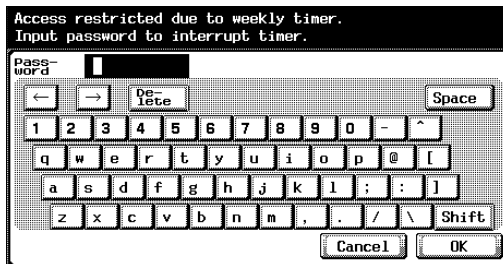 Access restricted due to weekly timer.
Input password to interrupt timer.
Pass-
word
← → De-
lete Space
1 2 3 4 5 6 7 8 9 0 - ^
q w e r t y u i o p @ [
a s d f g h j k l ; : ]
z x c v b n m , . / \ Shift
Cancel OK